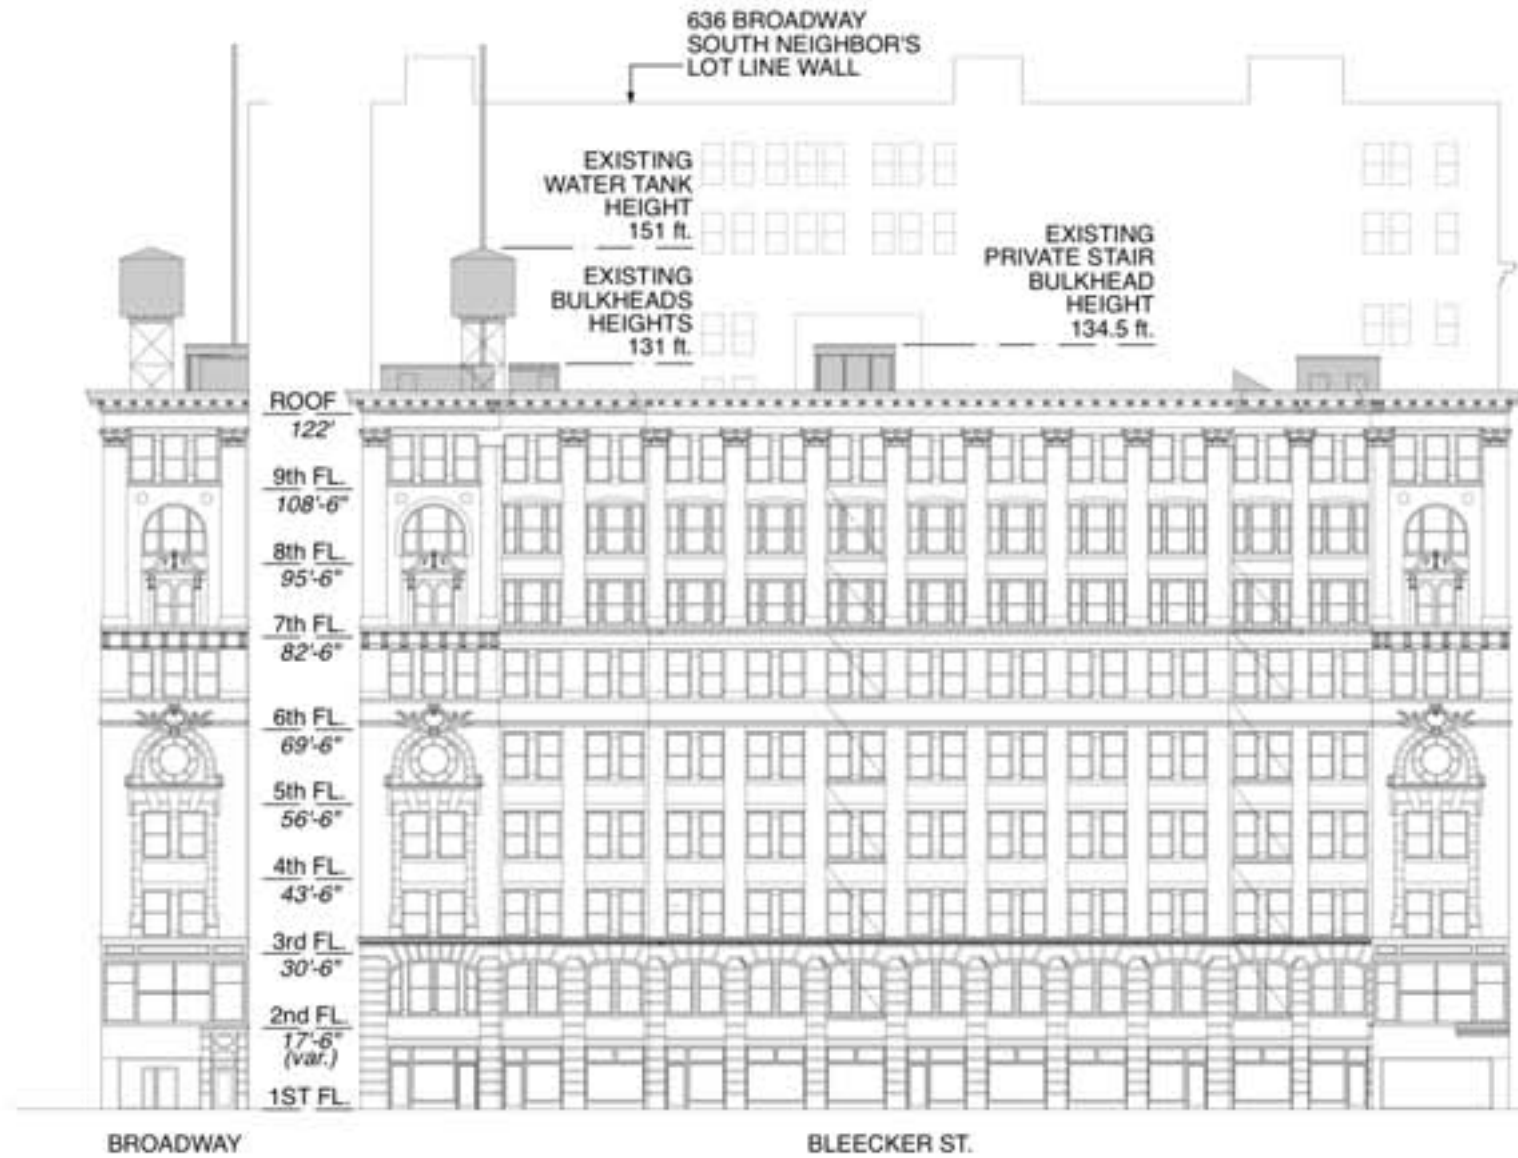 636 BROADWAY
SOUTH NEIGHBOR'S
LOT LINE WALL
EXISTING
WATER TANK
HEIGHT
151 ft.
EXISTING
BULKHEADS
HEIGHTS
131 ft.
EXISTING
PRIVATE STAIR
BULKHEAD
HEIGHT
134.5 ft.
ROOF
122'
9th FL.
108'-6"
8th FL.
95'-6"
7th FL.
82'-6"
6th FL.
69'-6"
5th FL.
56'-6"
4th FL.
43'-6"
3rd FL.
30'-6"
2nd FL.
17'-6"
(var.)
1ST FL.
BROADWAY
BLEECKER ST.